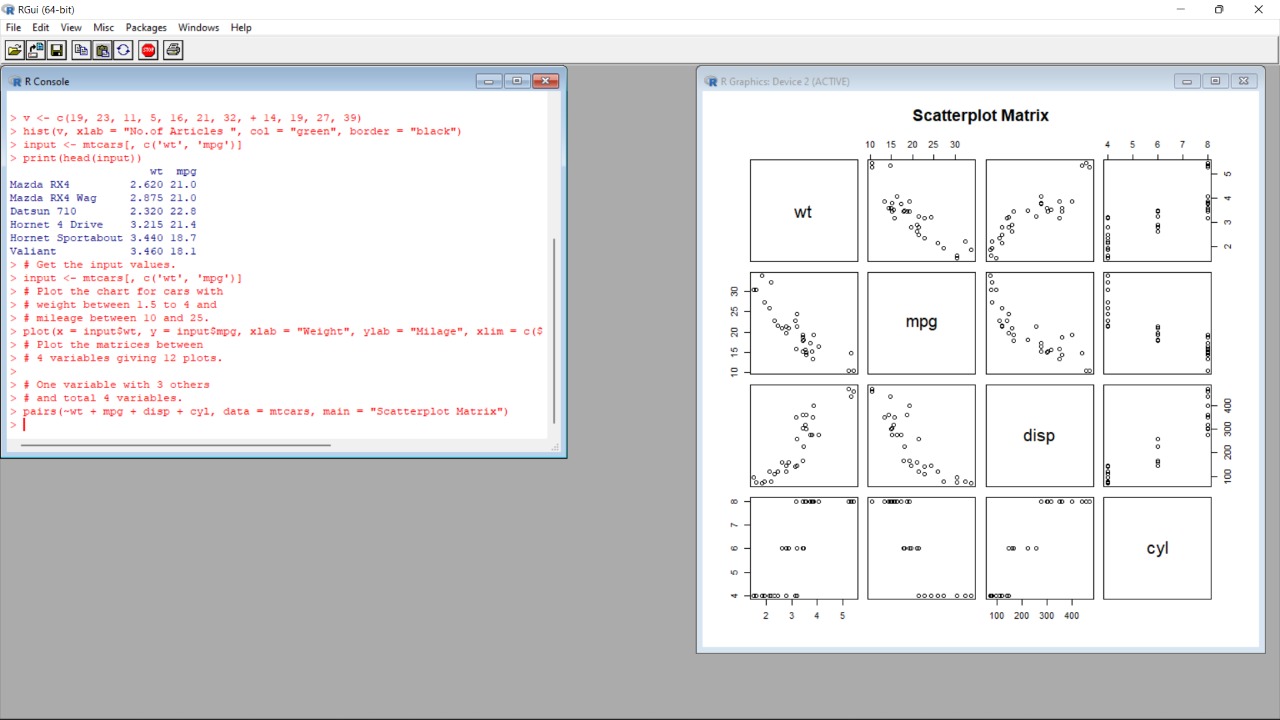 RGui (64-bit)
File Edit View Misc Packages Windows Help
STOP
R Console
> v <- c(19, 23, 11, 5, 16, 21, 32, + 14, 19, 27, 39)
> hist(v, xlab = "No.of Articles ", col = "green", border = "black")
> input <- mtcars[, c('wt', 'mpg')]
> print(head(input))
wt mpg
Mazda RX4 2.620 21.0
Mazda RX4 Wag 2.875 21.0
Datsun 710 2.320 22.8
Hornet 4 Drive 3.215 21.4
Hornet Sportabout 3.440 18.7
Valiant 3.460 18.1
> # Get the input values.
> input <- mtcars[, c('wt', 'mpg')]
> # Plot the chart for cars with
> # weight between 1.5 to 4 and
> # mileage between 10 and 25.
> plot(x = input$wt, y = input$mpg, xlab = "Weight", ylab = "Milage", xlim = c($
> # Plot the matrices between
> # 4 variables giving 12 plots.
>
> # One variable with 3 others
> # and total 4 variables.
> pairs(~wt + mpg + disp + cyl, data = mtcars, main = "Scatterplot Matrix")
>
R Graphics: Device 2 (ACTIVE)
Scatterplot Matrix
10 15 20 25 30
4 5 6 7 8
wt
2 3 4 5
mpg
10 15 20 25 30
disp
100 200 300 400
cyl
4 5 6 7 8
2 3 4 5
100 200 300 400